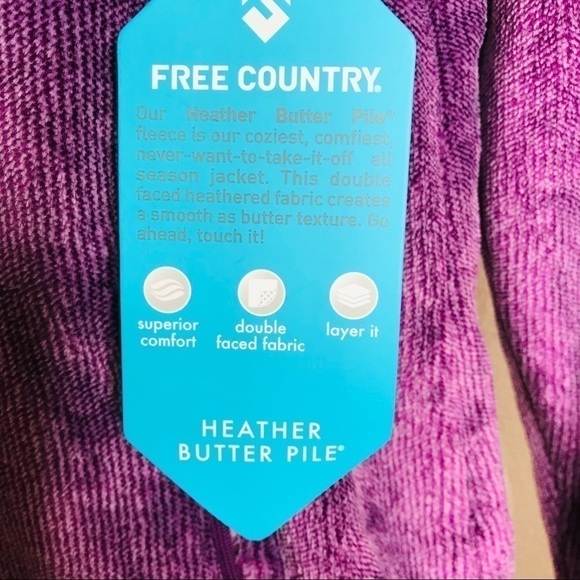 FREE COUNTRY®
Our Heather Butter Pile®
fleece is our coziest, comfiest,
never-want-to-take-it-off all
season jacket. This double
faced heathered fabric creates
a smooth as butter texture. Go
ahead, touch it!
superior
comfort
double
faced fabric
layer it
HEATHER
BUTTER PILE®